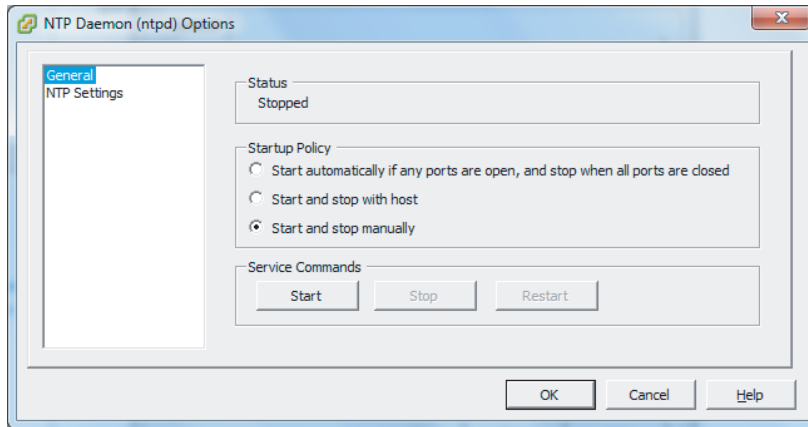 NTP Daemon (ntpd) Options
General
NTP Settings
Status
Stopped
Startup Policy
Start automatically if any ports are open, and stop when all ports are closed
Start and stop with host
Start and stop manually
Service Commands
Start Stop Restart
OK Cancel Help